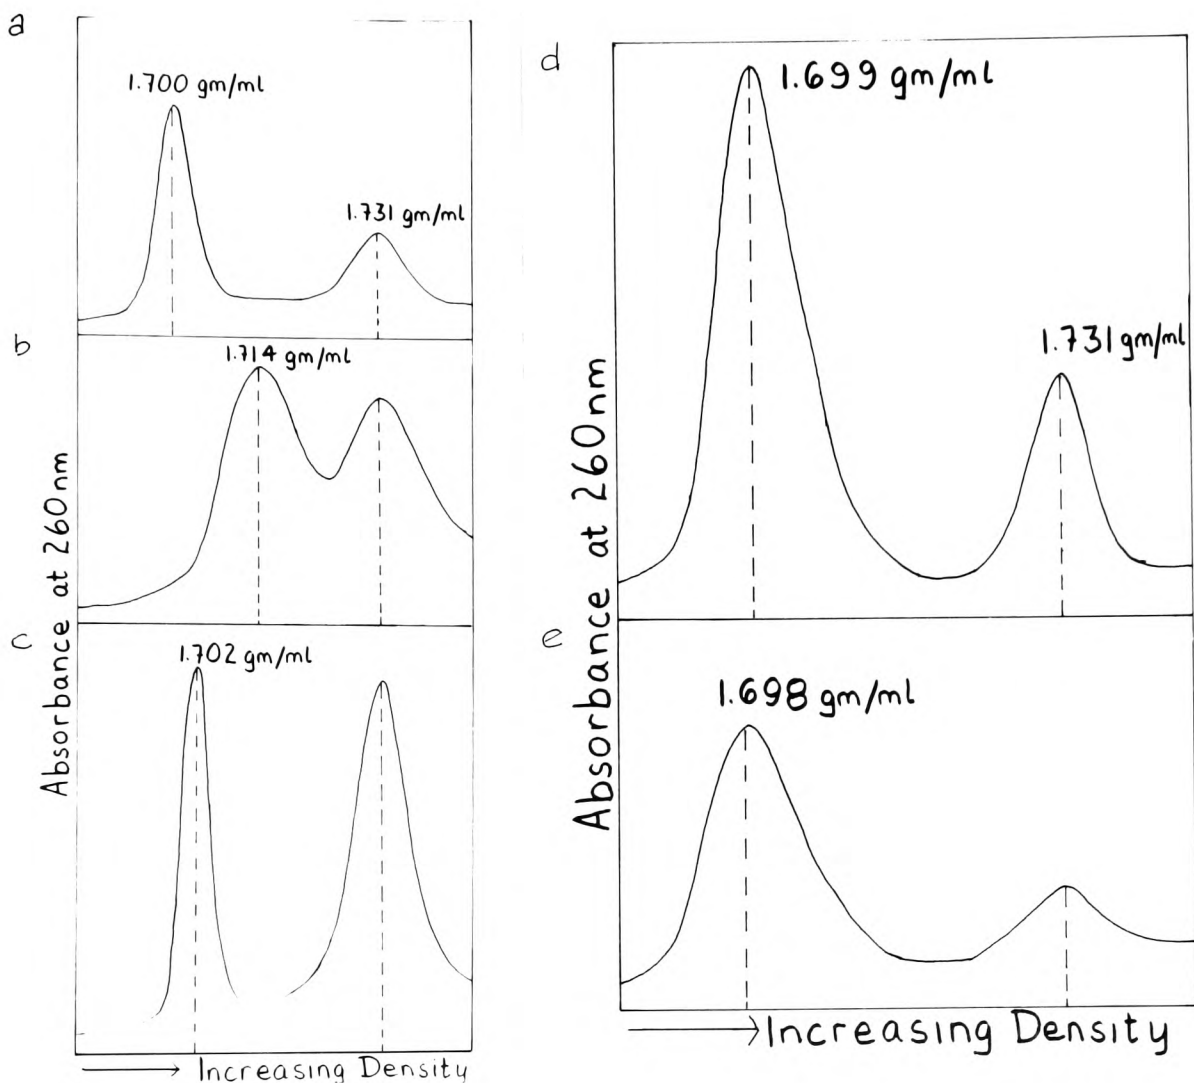 a
1.700 gm/ml
1.731 gm/ml
b
1.714 gm/ml
c
1.702 gm/ml
Absorbance at 260nm
Increasing Density
d
1.699 gm/ml
1.731 gm/ml
e
1.698 gm/ml
Absorbance at 260nm
Increasing Density